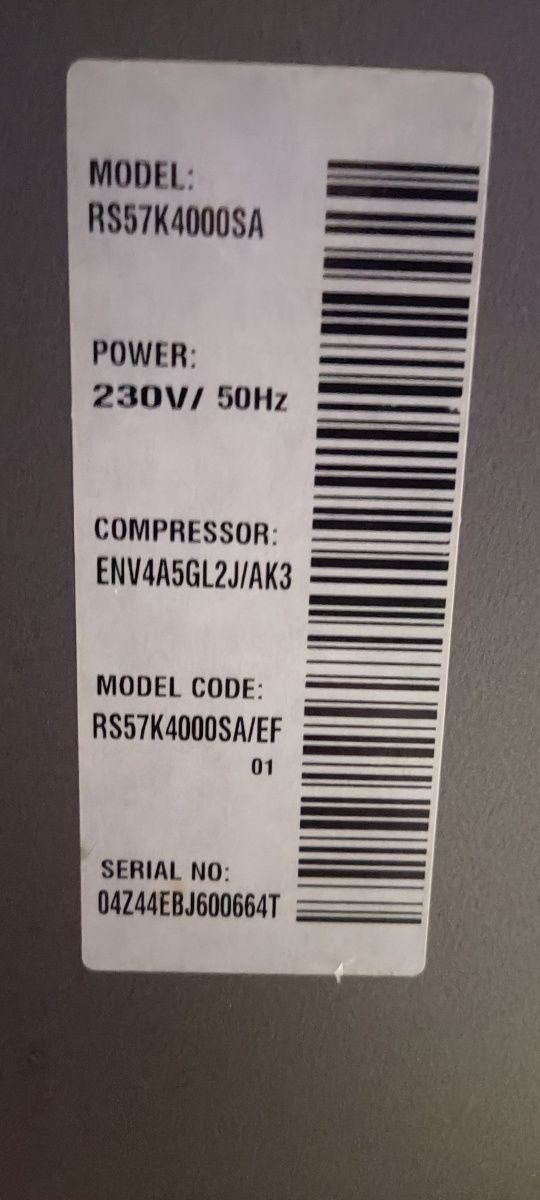 MODEL:
RS57K4000SA
POWER:
230V/ 50Hz
COMPRESSOR:
ENV4A5GL2J/AK3
MODEL CODE:
RS57K4000SA/EF
01
SERIAL NO:
04Z44EBJ600664T